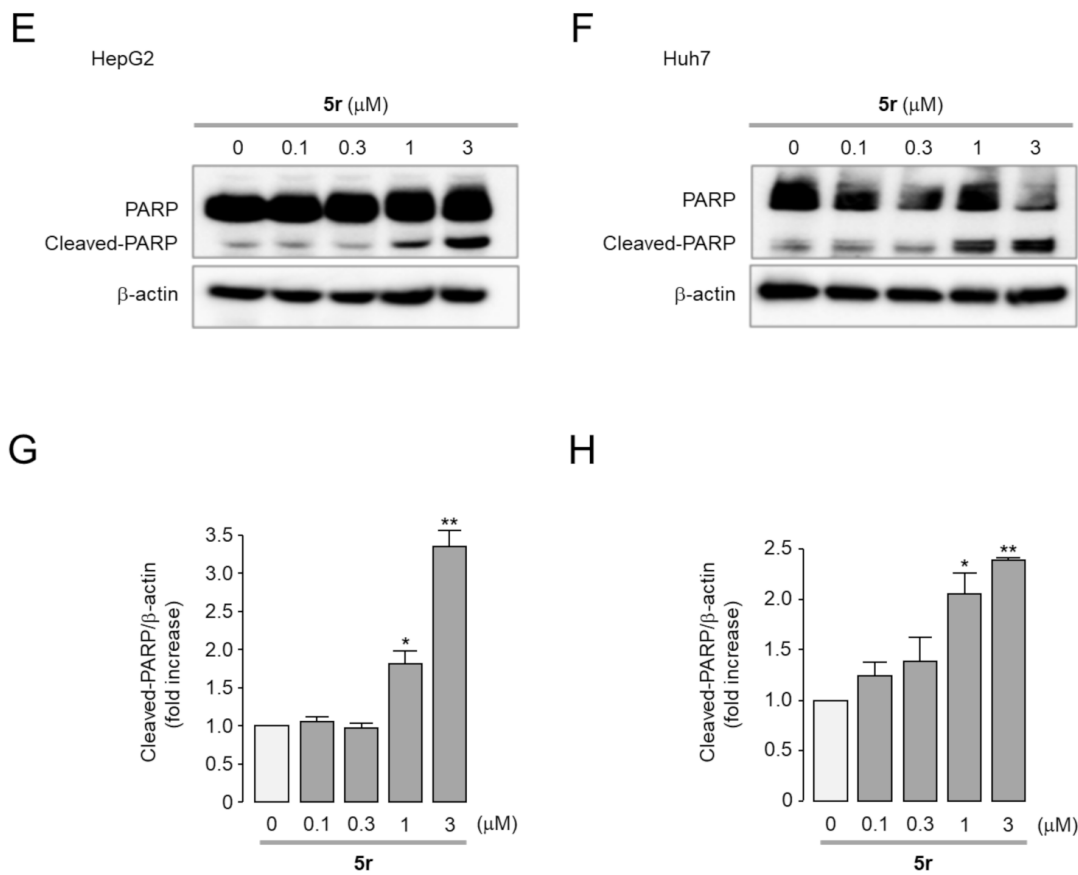 E
HepG2
5r (μM)
0 0.1 0.3 1 3
PARP
Cleaved-PARP
β-actin
F
Huh7
5r (μM)
0 0.1 0.3 1 3
PARP
Cleaved-PARP
β-actin
G
Cleaved-PARP/β-actin
(fold increase)
3.5
3.0
2.5
2.0
1.5
1.0
0.5
0
*
**
0 0.1 0.3 1 3 (μM)
5r
H
Cleaved-PARP/β-actin
(fold increase)
2.5
2.0
1.5
1.0
0.5
0
*
**
0 0.1 0.3 1 3 (μM)
5r